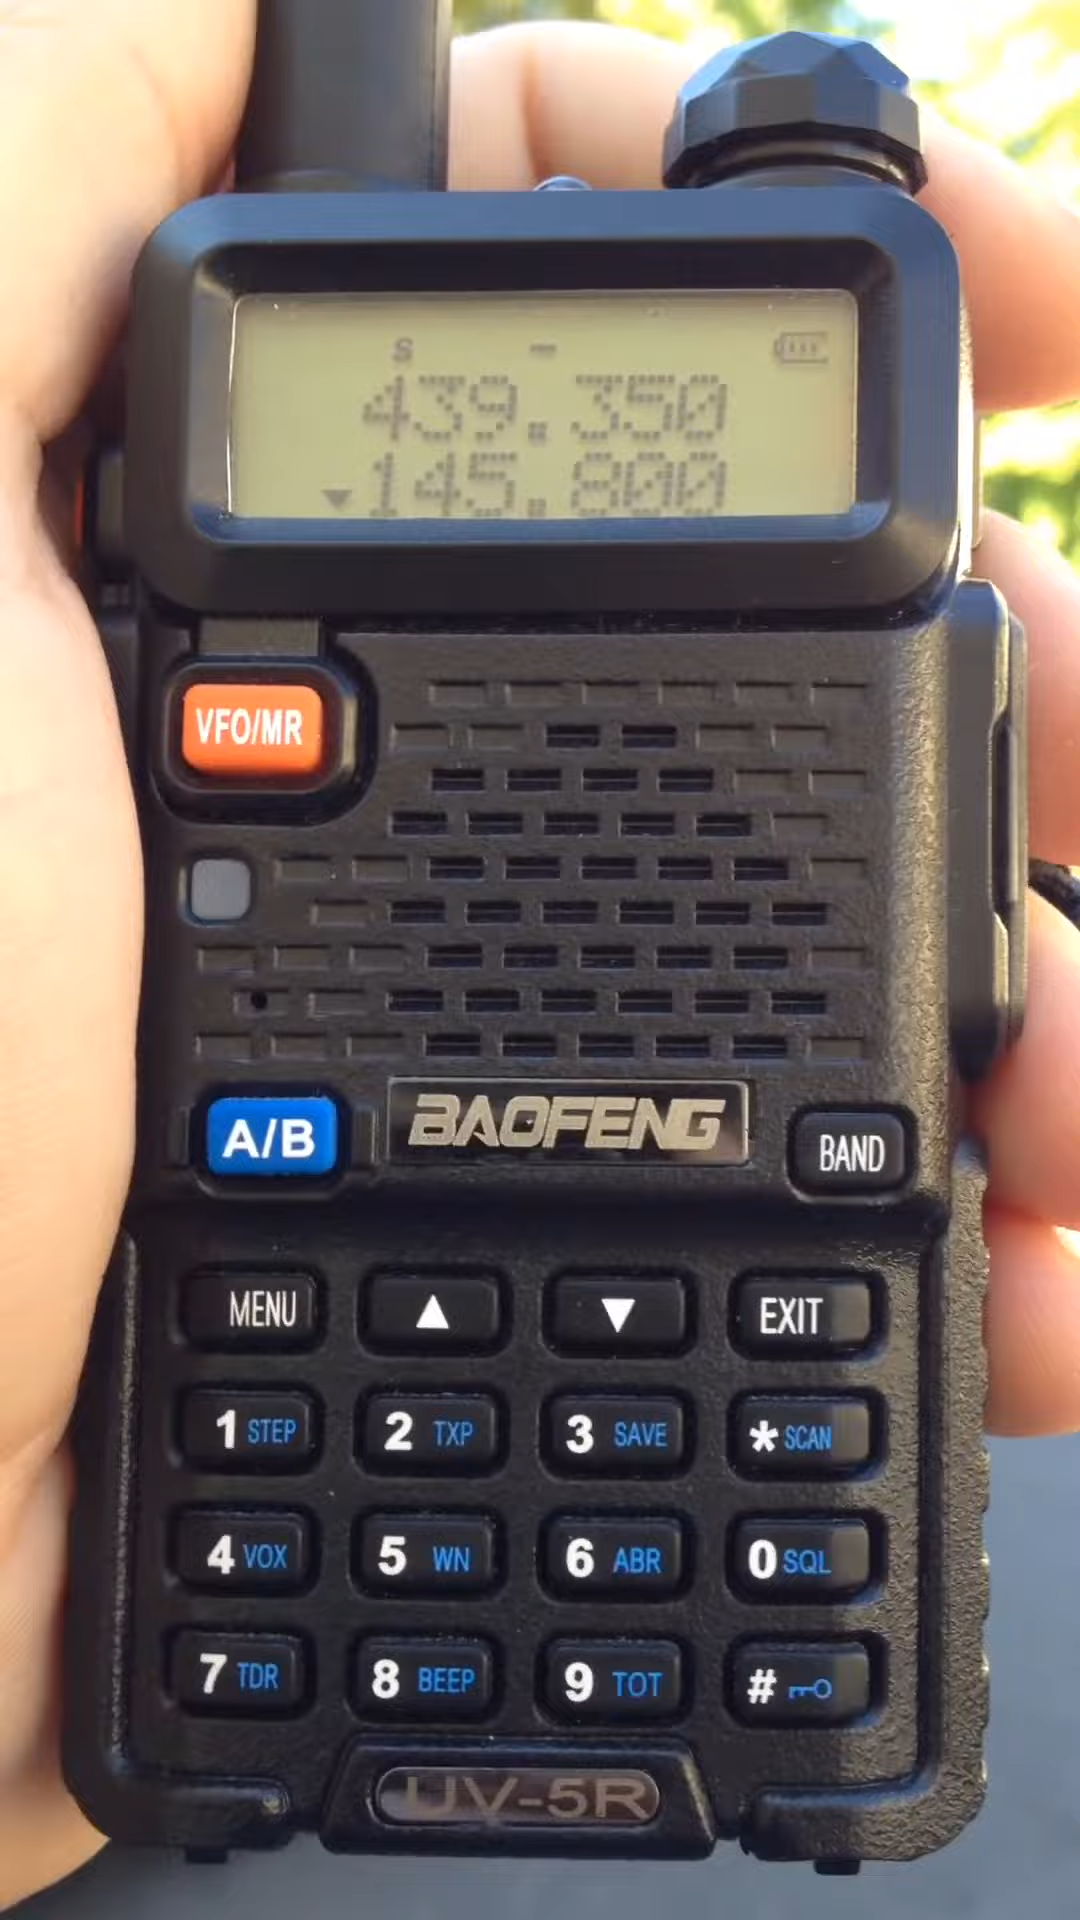 S –
439.350
▼145.800
VFO/MR
A/B BAOFENG BAND
MENU ▲ ▼ EXIT
1 STEP 2 TXP 3 SAVE * SCAN
4 VOX 5 WN 6 ABR 0 SQL
7 TDR 8 BEEP 9 TOT #
UV-5R